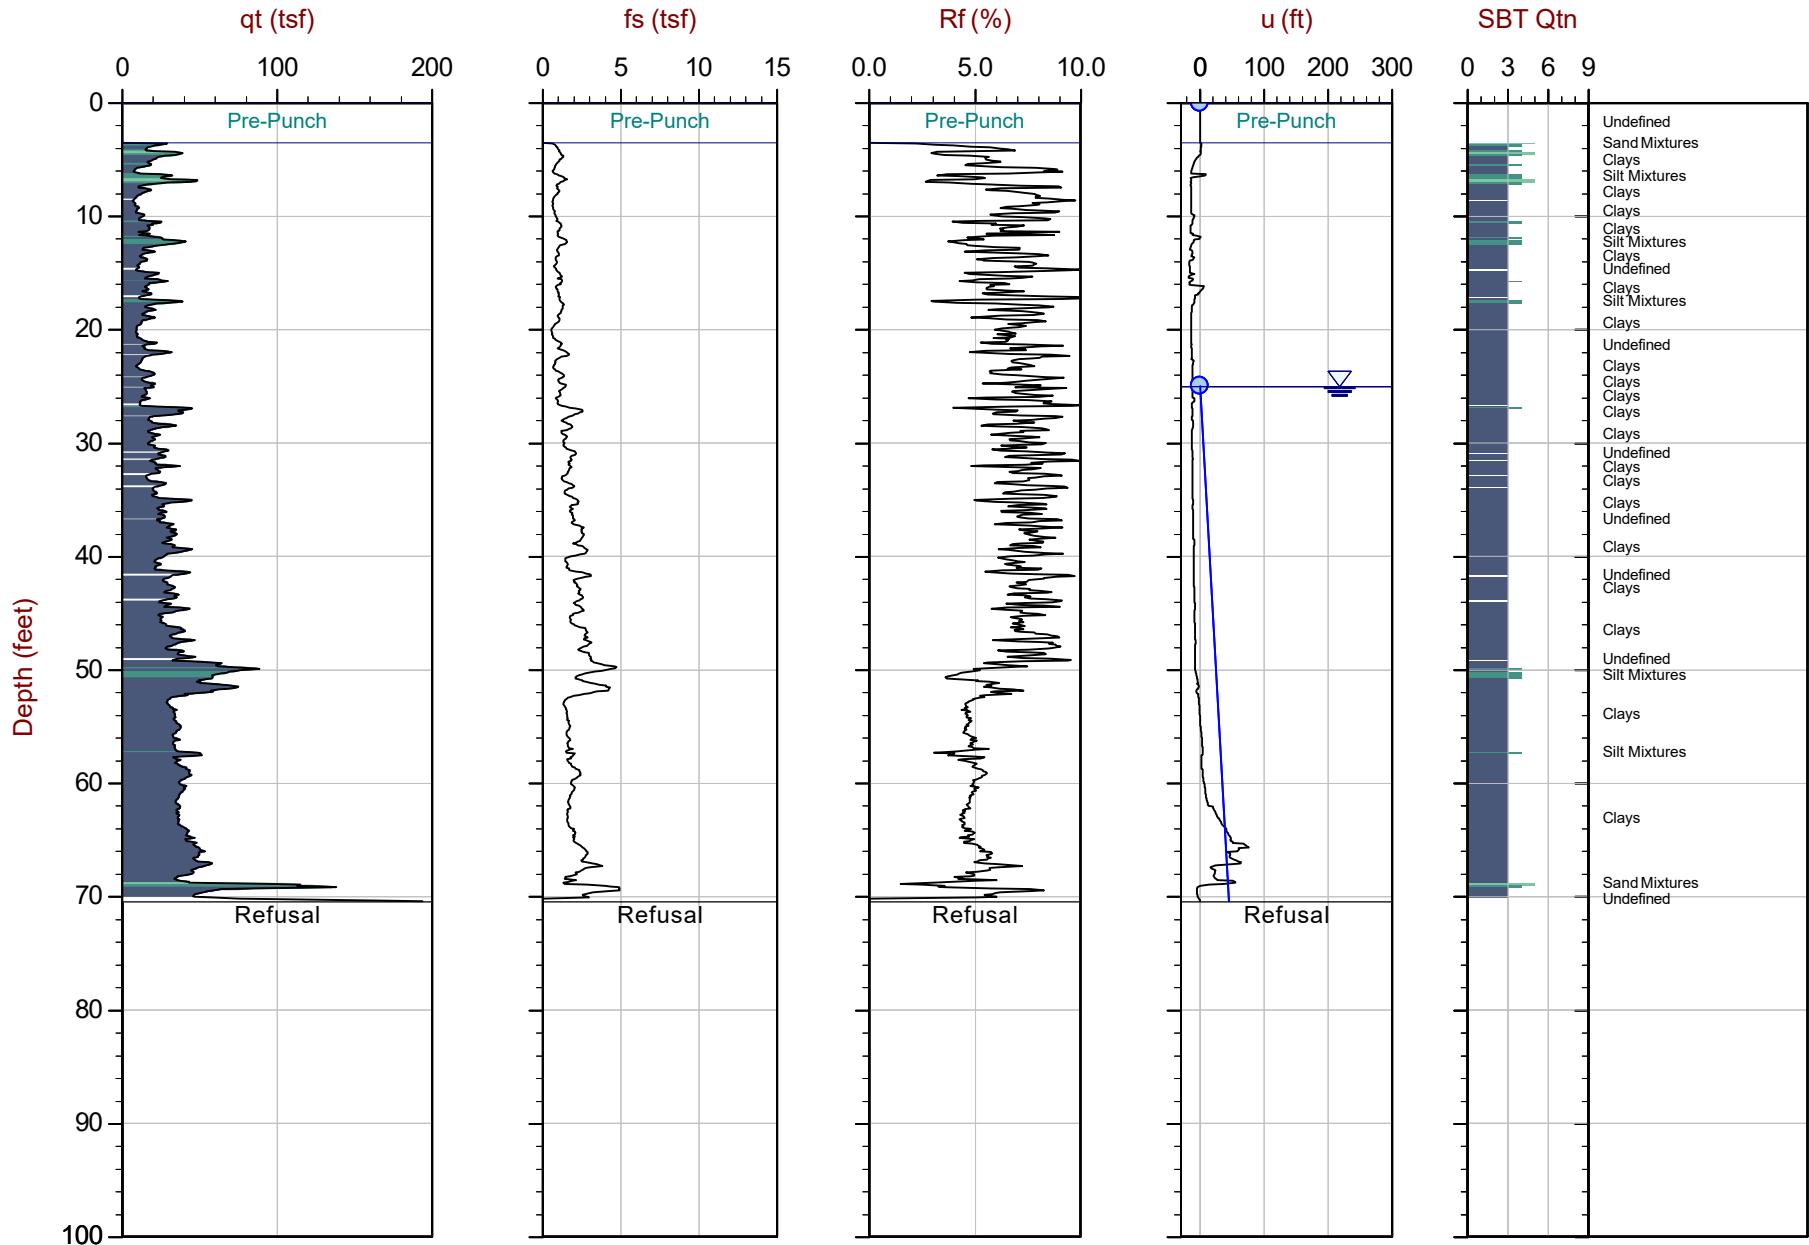 qt (tsf) fs (tsf) Rf (%) u (ft) SBT Qtn
0 100 200 0 5 10 15 0.0 5.0 10.0 0 100 200 300 0 3 6 9
0
Pre-Punch Pre-Punch Pre-Punch Pre-Punch
Undefined
Sand Mixtures
Clays
Silt Mixtures
Clays
Clays
10
Clays
Silt Mixtures
Clays
Undefined
Clays
Silt Mixtures
Clays
20
Undefined
Clays
Clays
Clays
Clays
Clays
30
Undefined
Clays
Clays
Clays
Undefined
Clays
40
Undefined
Clays
Clays
Undefined
50
Silt Mixtures
Clays
Silt Mixtures
60
Clays
Sand Mixtures
70
Undefined
Refusal Refusal Refusal Refusal
80
90
100
Depth (feet)